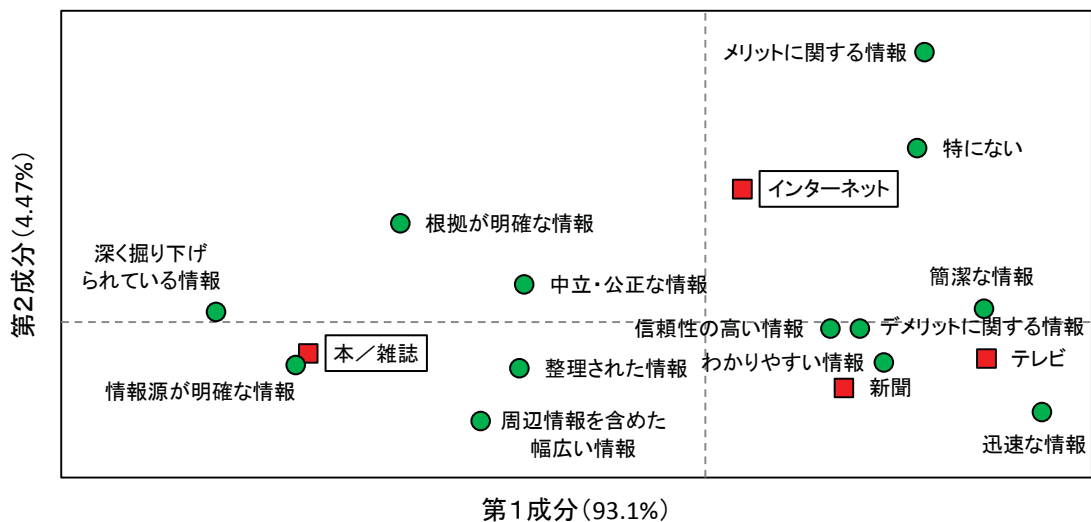 メリットに関する情報
特にない
インターネット
根拠が明確な情報
深く掘り下げ
られている情報
中立・公正な情報
簡潔な情報
信頼性の高い情報
デメリットに関する情報
本／雑誌
わかりやすい情報
テレビ
情報源が明確な情報
整理された情報
新聞
周辺情報を含めた
幅広い情報
迅速な情報
第2成分(4.47%)
第1成分(93.1%)